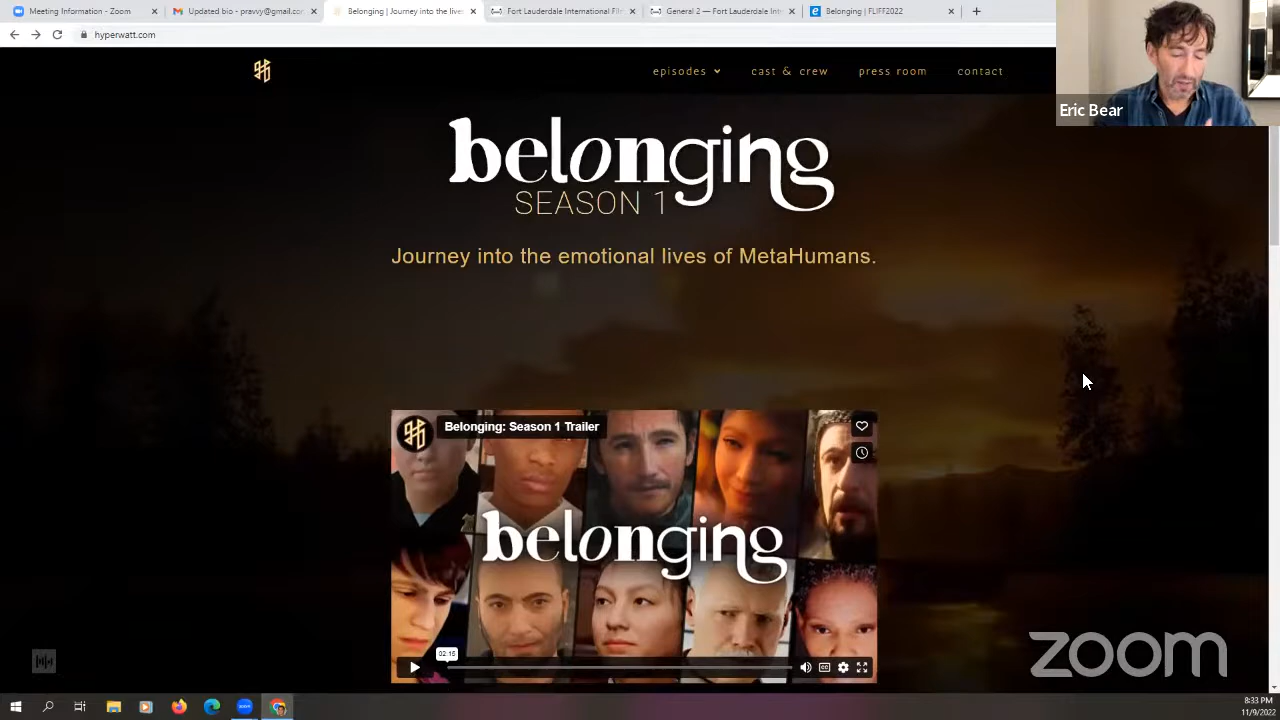 Meeting Information - Zoom
Updated bio - pravvy@gmail.co
Belonging | Journey into the live
Fort Lauderdale International Fil
General 2 — Fort Lauderdale Int
Belonging | FLIFF2022
hyperwatt.com
episodes
cast & crew
press room
contact
Eric Bear
belonging
SEASON 1
Journey into the emotional lives of MetaHumans.
Belonging: Season 1 Trailer
belonging
02:15
CC
zoom
zoom
8:33 PM
11/9/2022